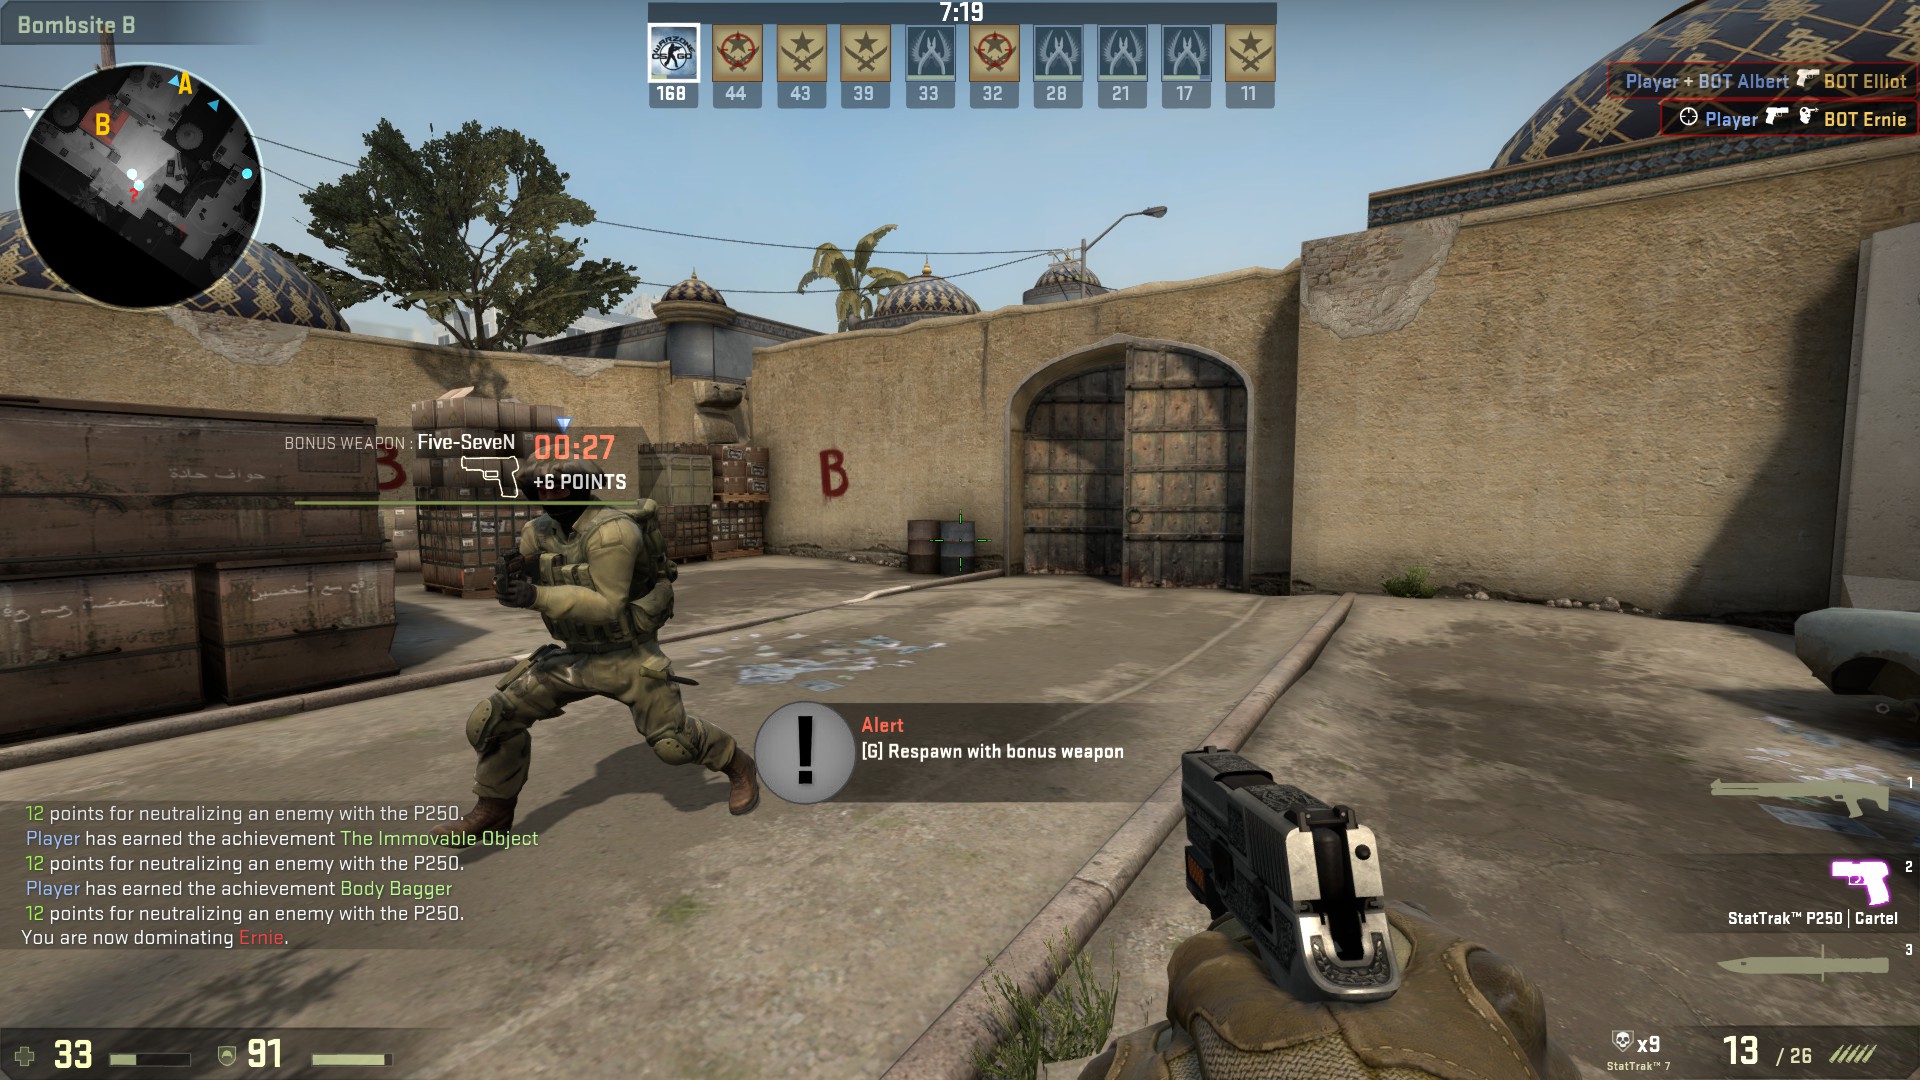 Bombsite B
7:19
168 44 43 39 33 32 28 21 17 11
A
B
?
Player + BOT Albert BOT Elliot
Player BOT Ernie
BONUS WEAPON : Five-SeveN 00:27
+6 POINTS
B
B
Alert
[G] Respawn with bonus weapon
12 points for neutralizing an enemy with the P250.
Player has earned the achievement The Immovable Object
12 points for neutralizing an enemy with the P250.
Player has earned the achievement Body Bagger
12 points for neutralizing an enemy with the P250.
You are now dominating Ernie.
1
2
StatTrak™ P250 | Cartel
3
33 91
x9
StatTrak™ 7
13 / 26